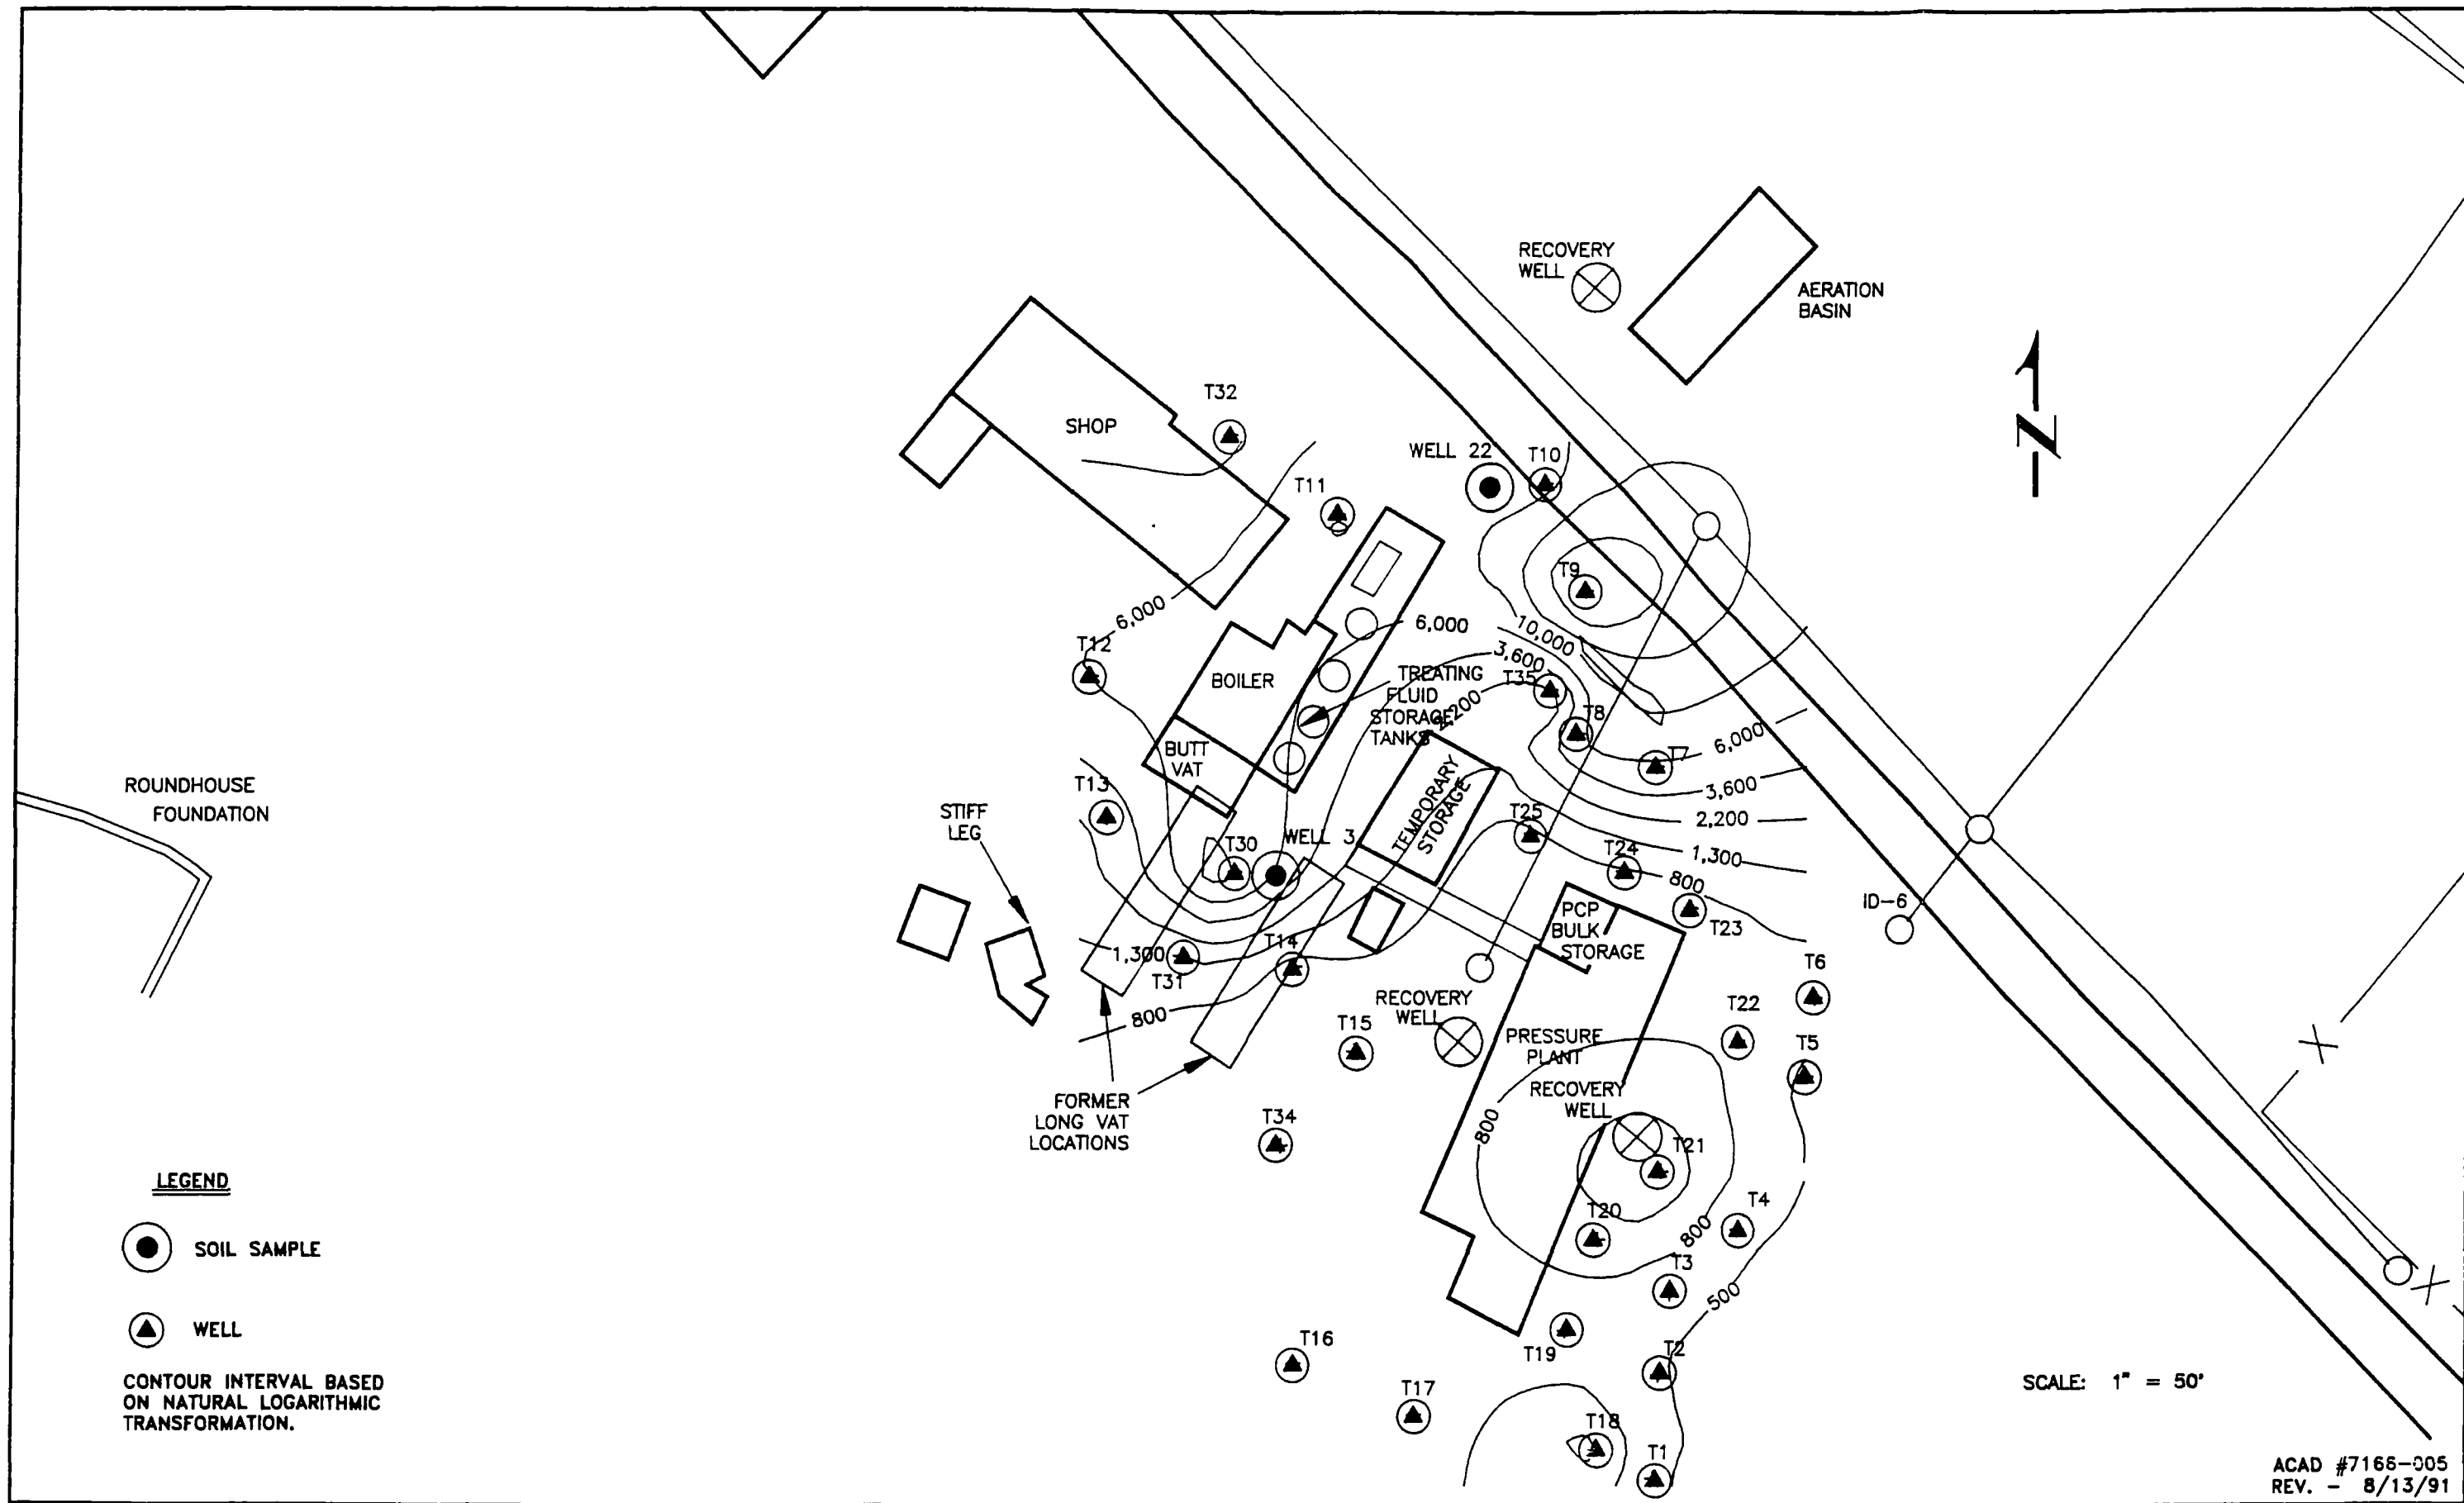 RECOVERY
WELL
AERATION
BASIN
N
T32
SHOP
WELL 22
T10
T11
T9
6,000
T12
6,000
10,000
3,600
BOILER
TREATING
FLUID
STORAGE
TANKS
T35
2,200
T8
T7
6,000
BUTT
VAT
TEMPORARY
STORAGE
3,600
2,200
ROUNDHOUSE
FOUNDATION
T13
STIFF
LEG
T30
WELL 3
T25
T24
1,300
800
PCP
BULK
STORAGE
T23
ID-6
1,300
T31
T14
800
RECOVERY
WELL
T15
T6
T22
T5
PRESSURE
PLANT
RECOVERY
WELL
800
T21
FORMER
LONG VAT
LOCATIONS
T34
T20
800
T4
T3
500
T19
T2
T16
T17
T18
T1
LEGEND
SOIL SAMPLE
WELL
CONTOUR INTERVAL BASED
ON NATURAL LOGARITHMIC
TRANSFORMATION.
SCALE: 1" = 50'
ACAD #7168-005
REV. - 8/13/91